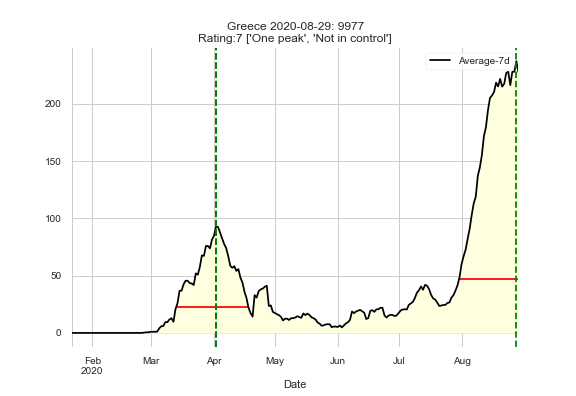 Greece 2020-08-29: 9977
Rating:7 ['One peak', 'Not in control']
Average-7d
200
150
100
50
0
Feb Mar Apr May Jun Jul Aug
2020
Date